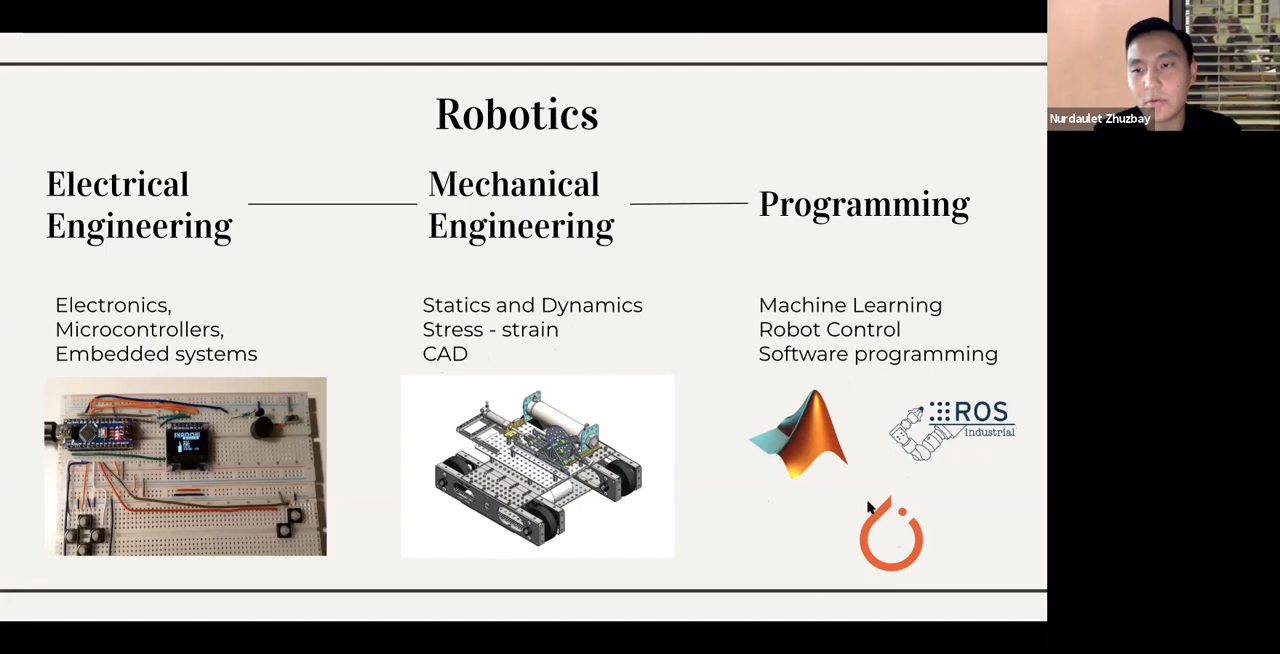 Robotics
Electrical
Engineering
Mechanical
Engineering
Programming
Electronics,
Microcontrollers,
Embedded systems
Statics and Dynamics
Stress - strain
CAD
Machine Learning
Robot Control
Software programming
ROS
Industrial
Nurdaulet Zhuzbay